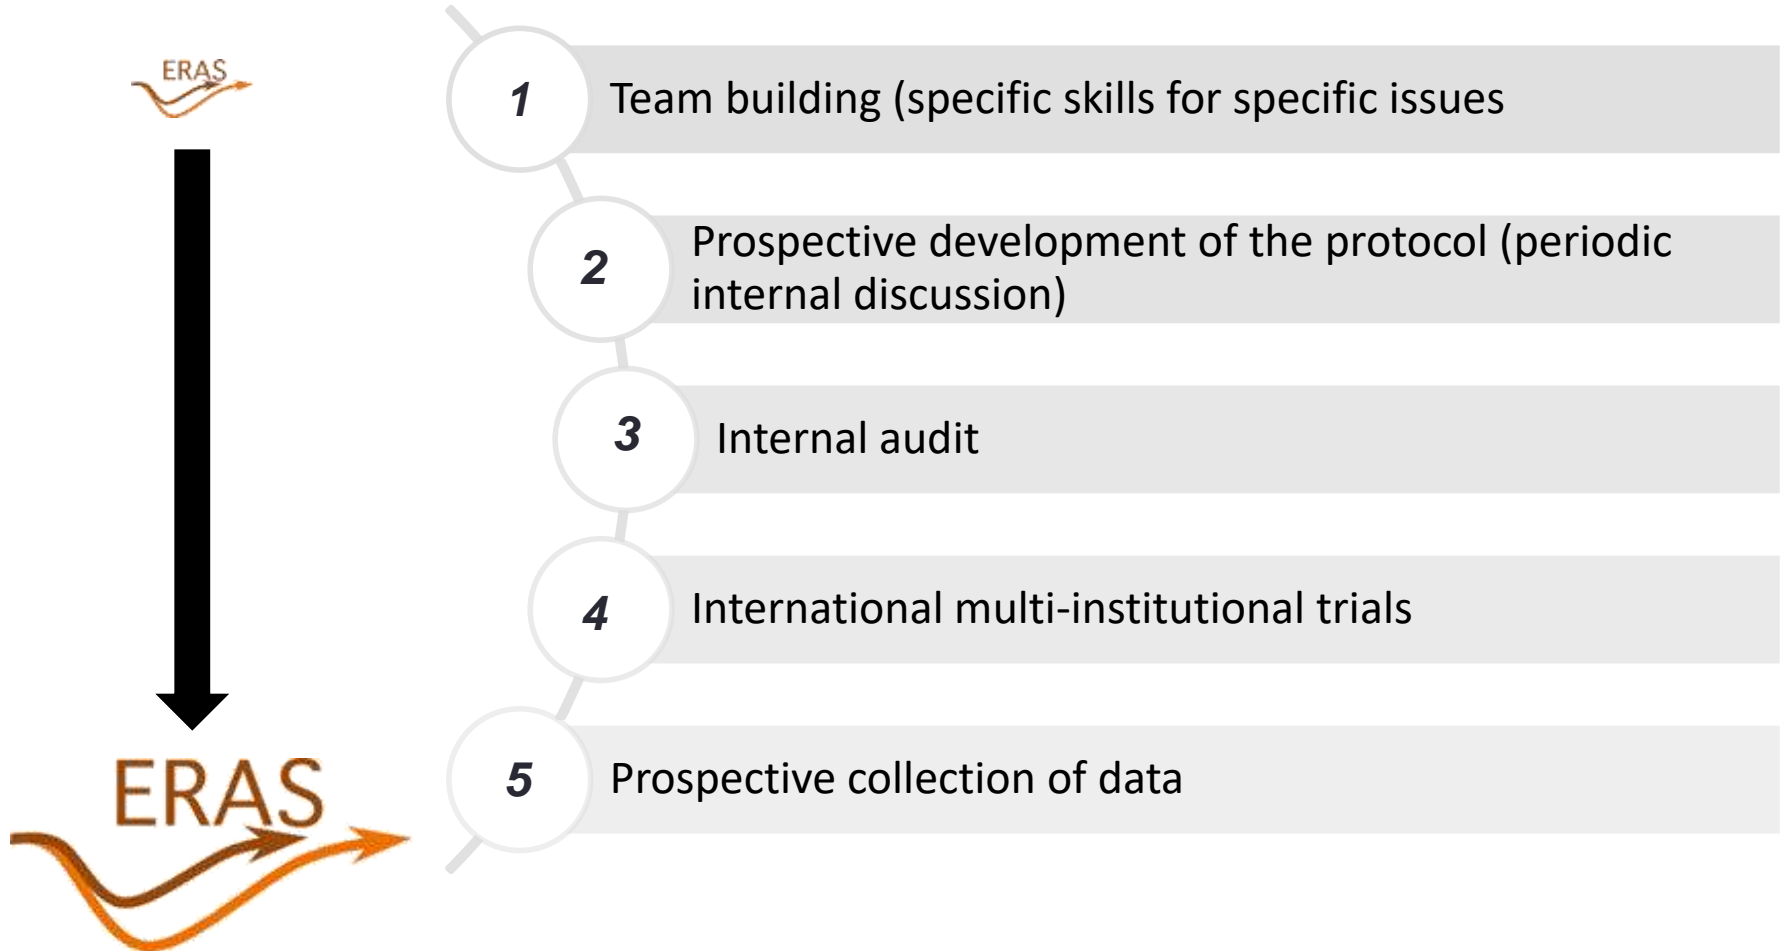 ERAS
1
Team building (specific skills for specific issues
2
Prospective development of the protocol (periodic
internal discussion)
3
Internal audit
4
International multi-institutional trials
5
Prospective collection of data
ERAS